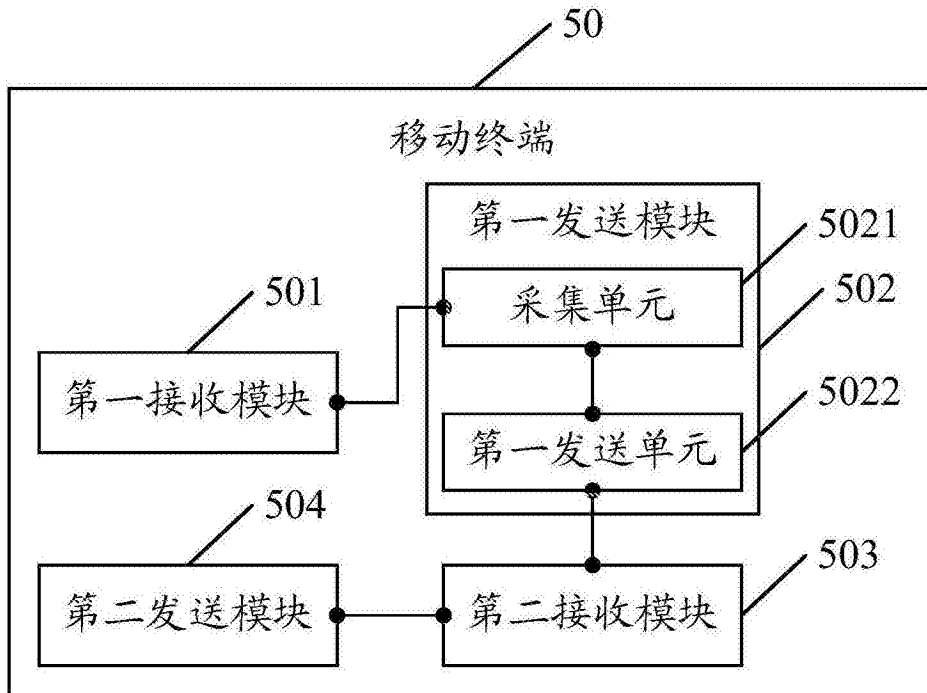 50
移动终端
第一发送模块
5021
采集单元
502
501
第一接收模块
5022
第一发送单元
504
第二发送模块
503
第二接收模块